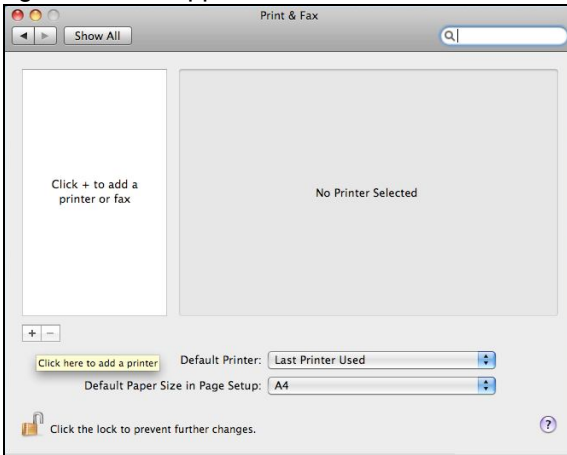 Print & Fax
Show All
Click + to add a
printer or fax
No Printer Selected
+ −
Click here to add a printer
Default Printer: Last Printer Used
Default Paper Size in Page Setup: A4
Click the lock to prevent further changes.
?